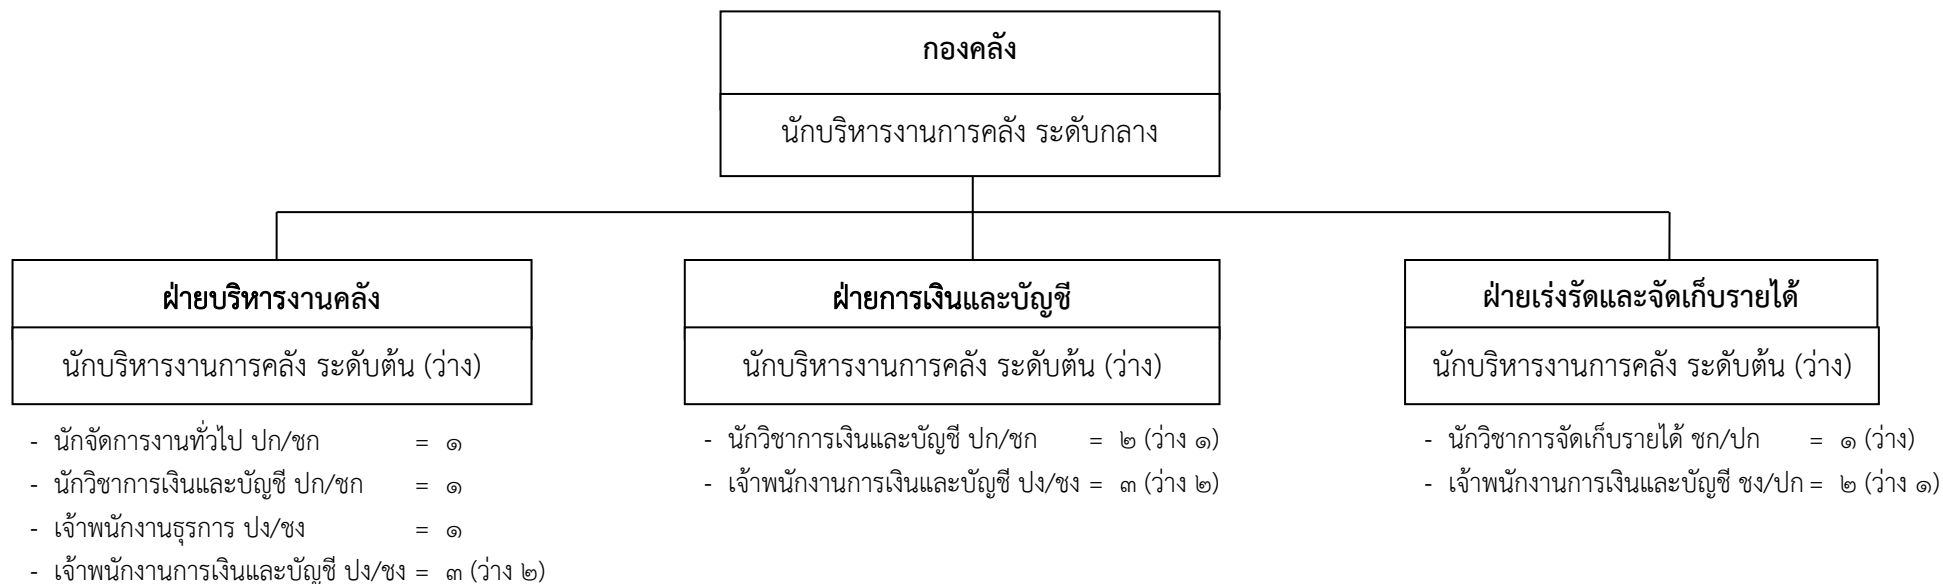 กองคลัง
นักบริหารงานการคลัง ระดับกลาง
ฝ่ายบริหารงานคลัง
นักบริหารงานการคลัง ระดับต้น (ว่าง)
- นักจัดการงานทั่วไป ปก/ชก = ๑
- นักวิชาการเงินและบัญชี ปก/ชก = ๑
- เจ้าพนักงานธุรการ ปง/ชง = ๑
- เจ้าพนักงานการเงินและบัญชี ปง/ชง = ๓ (ว่าง ๒)
ฝ่ายการเงินและบัญชี
นักบริหารงานการคลัง ระดับต้น (ว่าง)
- นักวิชาการเงินและบัญชี ปก/ชก = ๒ (ว่าง ๑)
- เจ้าพนักงานการเงินและบัญชี ปง/ชง = ๓ (ว่าง ๒)
ฝ่ายเร่งรัดและจัดเก็บรายได้
นักบริหารงานการคลัง ระดับต้น (ว่าง)
- นักวิชาการจัดเก็บรายได้ ชก/ปก = ๑ (ว่าง)
- เจ้าพนักงานการเงินและบัญชี ชง/ปก = ๒ (ว่าง ๑)